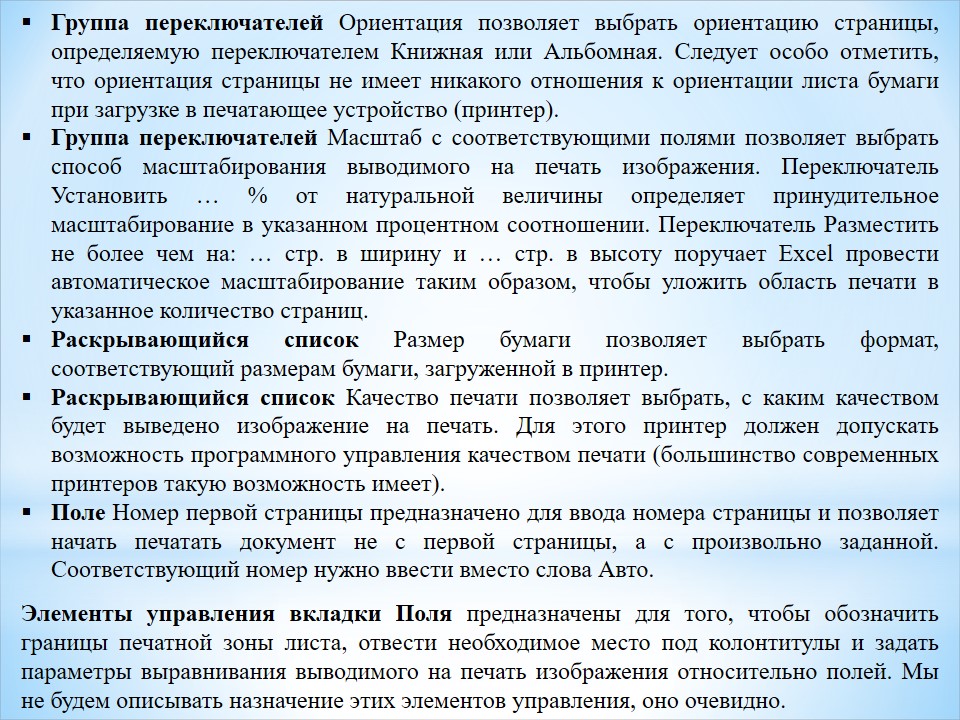 ▪ Группа переключателей Ориентация позволяет выбрать ориентацию страницы,
определяемую переключателем Книжная или Альбомная. Следует особо отметить,
что ориентация страницы не имеет никакого отношения к ориентации листа бумаги
при загрузке в печатающее устройство (принтер).
▪ Группа переключателей Масштаб с соответствующими полями позволяет выбрать
способ масштабирования выводимого на печать изображения. Переключатель
Установить … % от натуральной величины определяет принудительное
масштабирование в указанном процентном соотношении. Переключатель Разместить
не более чем на: … стр. в ширину и … стр. в высоту поручает Excel провести
автоматическое масштабирование таким образом, чтобы уложить область печати в
указанное количество страниц.
▪ Раскрывающийся список Размер бумаги позволяет выбрать формат,
соответствующий размерам бумаги, загруженной в принтер.
▪ Раскрывающийся список Качество печати позволяет выбрать, с каким качеством
будет выведено изображение на печать. Для этого принтер должен допускать
возможность программного управления качеством печати (большинство современных
принтеров такую возможность имеет).
▪ Поле Номер первой страницы предназначено для ввода номера страницы и позволяет
начать печатать документ не с первой страницы, а с произвольно заданной.
Соответствующий номер нужно ввести вместо слова Авто.
Элементы управления вкладки Поля предназначены для того, чтобы обозначить
границы печатной зоны листа, отвести необходимое место под колонтитулы и задать
параметры выравнивания выводимого на печать изображения относительно полей. Мы
не будем описывать назначение этих элементов управления, оно очевидно.